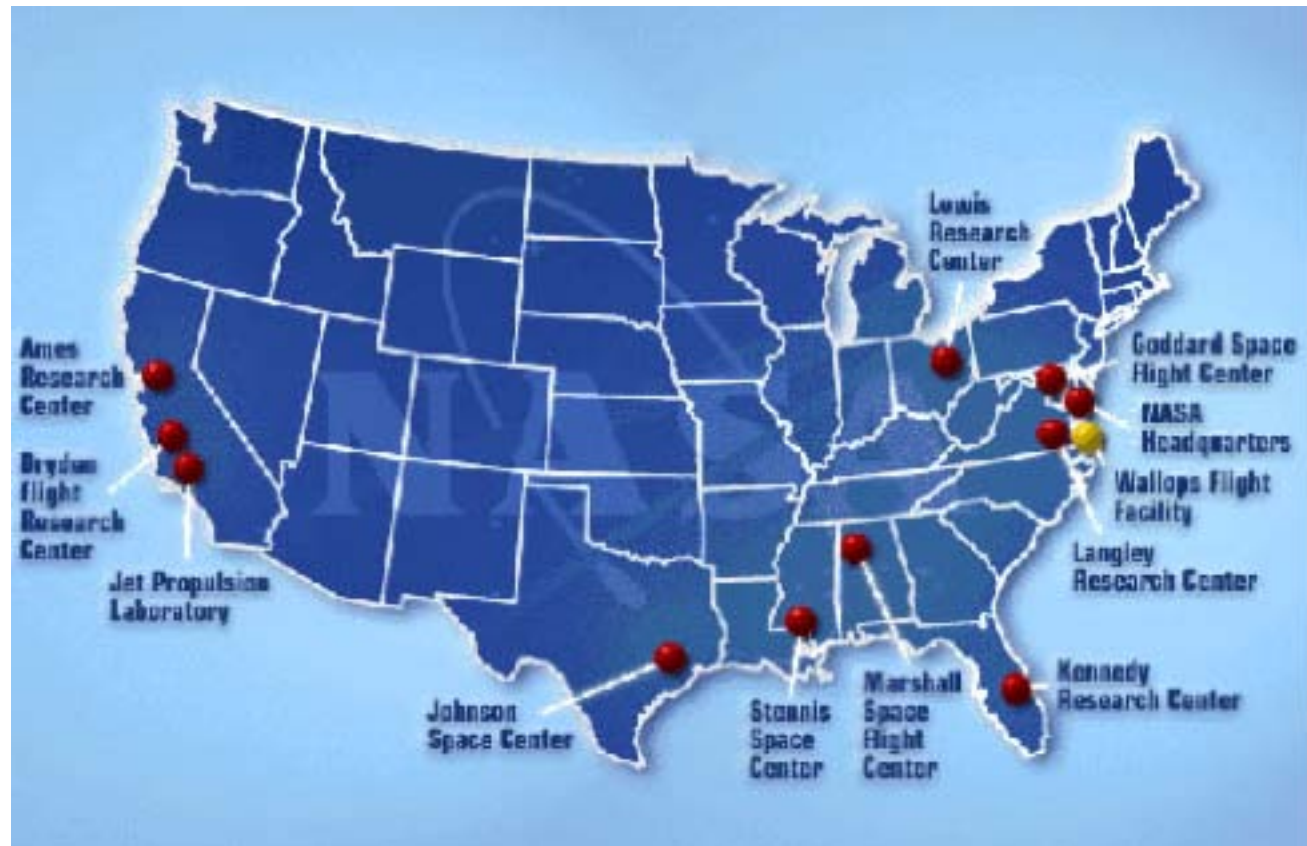 Lewis
Research
Center
Ames
Research
Center
Goddard Space
Flight Center
NASA
Headquarters
Dryden
Flight
Research
Center
Wallops Flight
Facility
Langley
Research Center
Jet Propulsion
Laboratory
Johnson
Space Center
Stennis
Space
Center
Marshall
Space
Flight
Center
Kennedy
Research Center
NASA